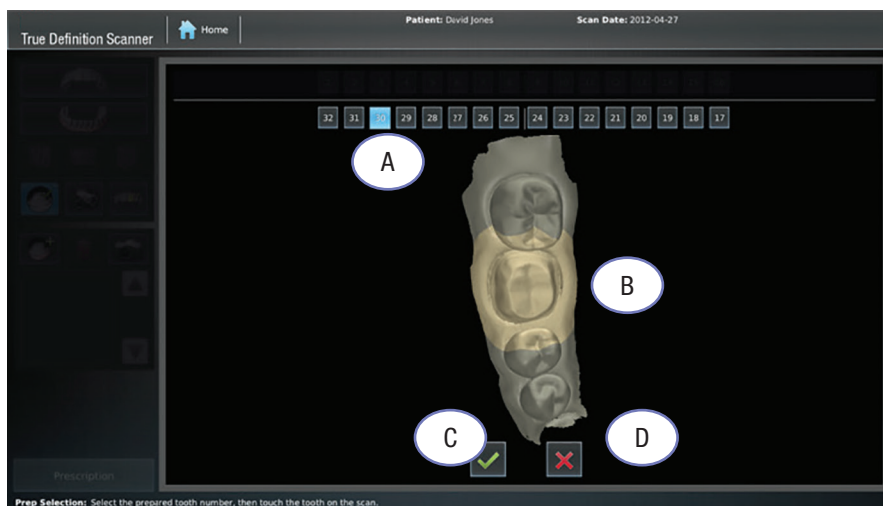 True Definition Scanner
Home
Patient: David Jones
Scan Date: 2012-04-27
32 31 30 29 28 27 26 25 24 23 22 21 20 19 18 17
A
B
C
D
Prescription
Prep Selection: Select the prepared tooth number, then touch the tooth on the scan.